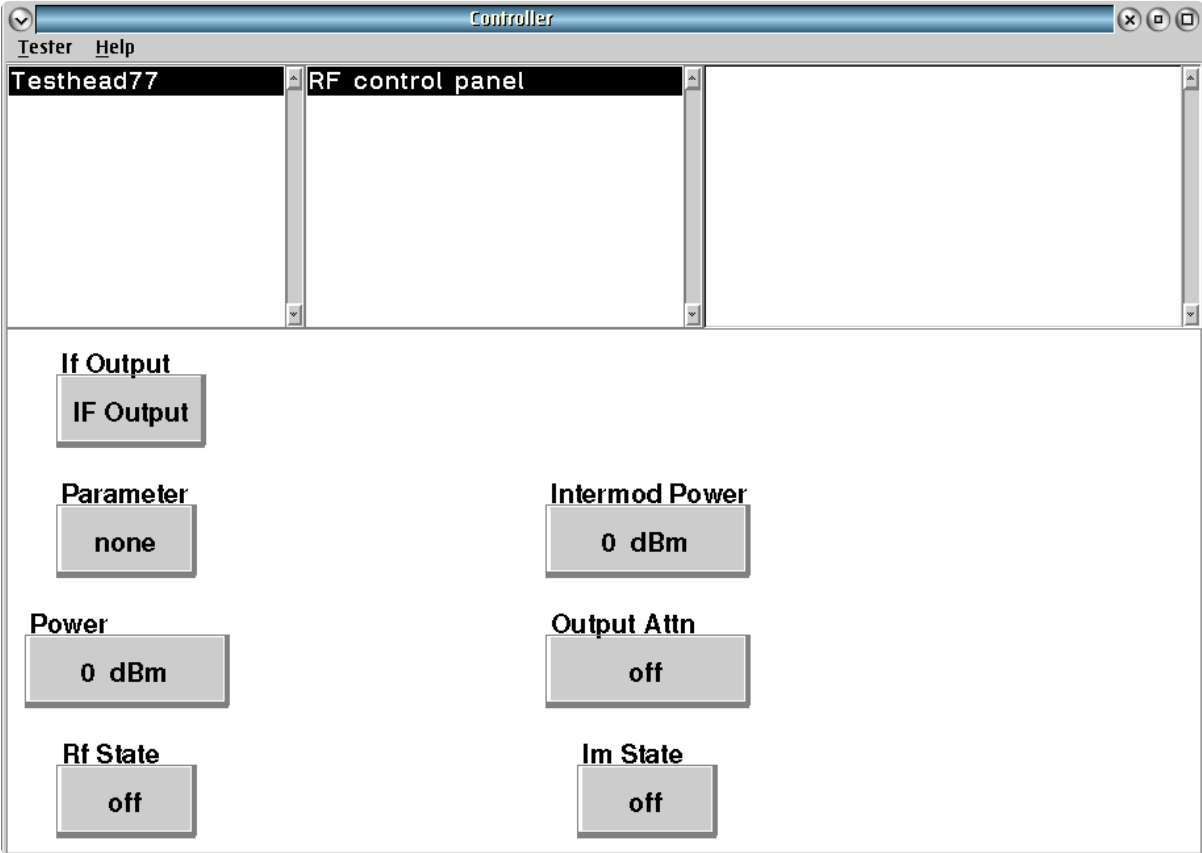 Controller
Tester Help
Testhead77
RF control panel
If Output
IF Output
Parameter
none
Intermod Power
0 dBm
Power
0 dBm
Output Attn
off
Rf State
off
Im State
off